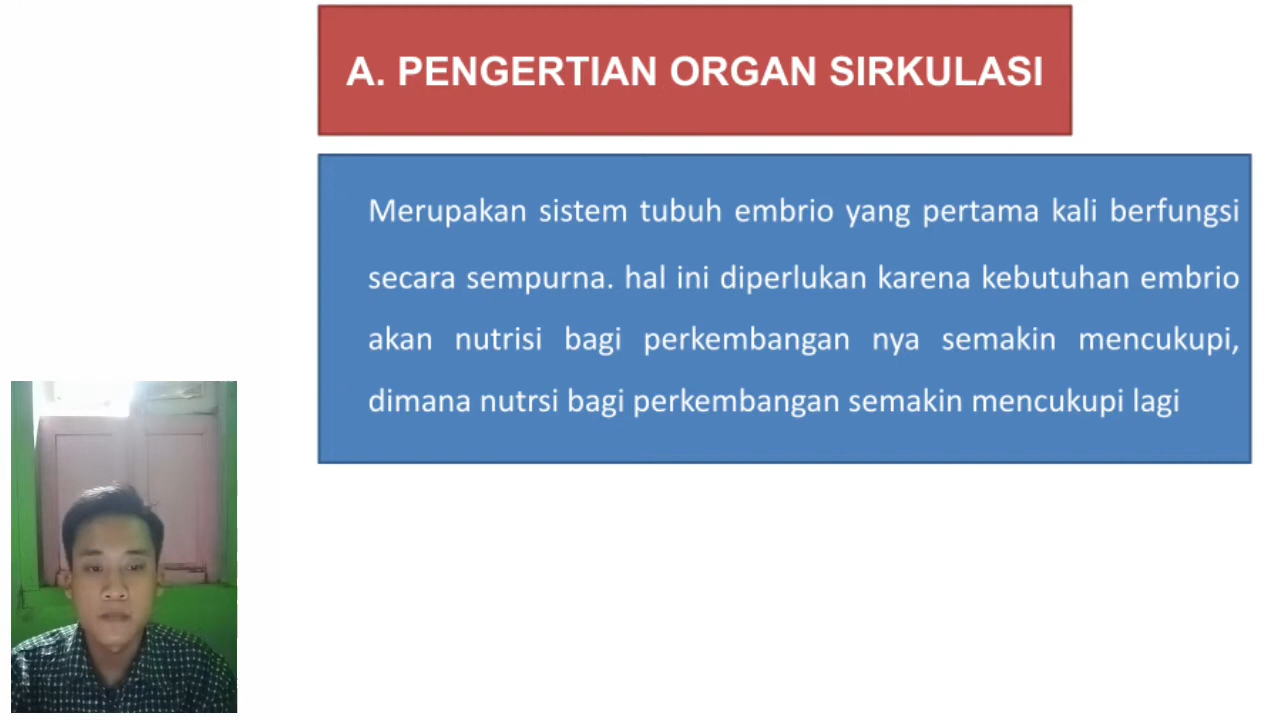 A. PENGERTIAN ORGAN SIRKULASI
Merupakan sistem tubuh embrio yang pertama kali berfungsi
secara sempurna. hal ini diperlukan karena kebutuhan embrio
akan nutrisi bagi perkembangan nya semakin mencukupi,
dimana nutrsi bagi perkembangan semakin mencukupi lagi